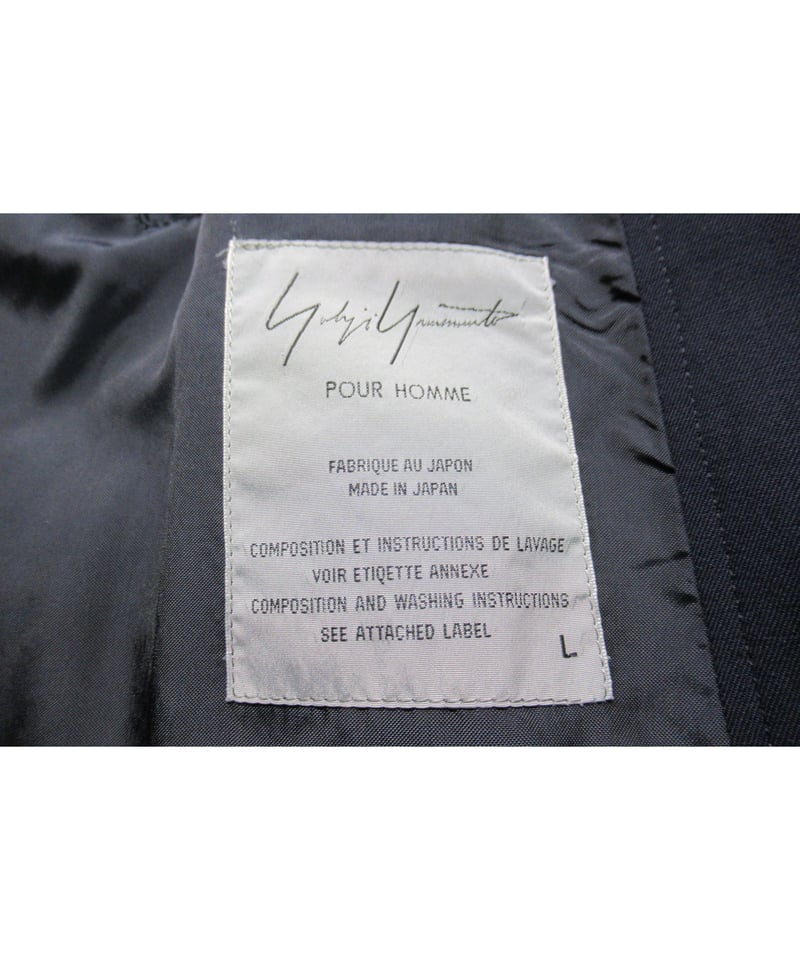 Yohji Yamamoto
POUR HOMME
FABRIQUE AU JAPON
MADE IN JAPAN
COMPOSITION ET INSTRUCTIONS DE LAVAGE
VOIR ETIQETTE ANNEXE
COMPOSITION AND WASHING INSTRUCTIONS
SEE ATTACHED LABEL
L